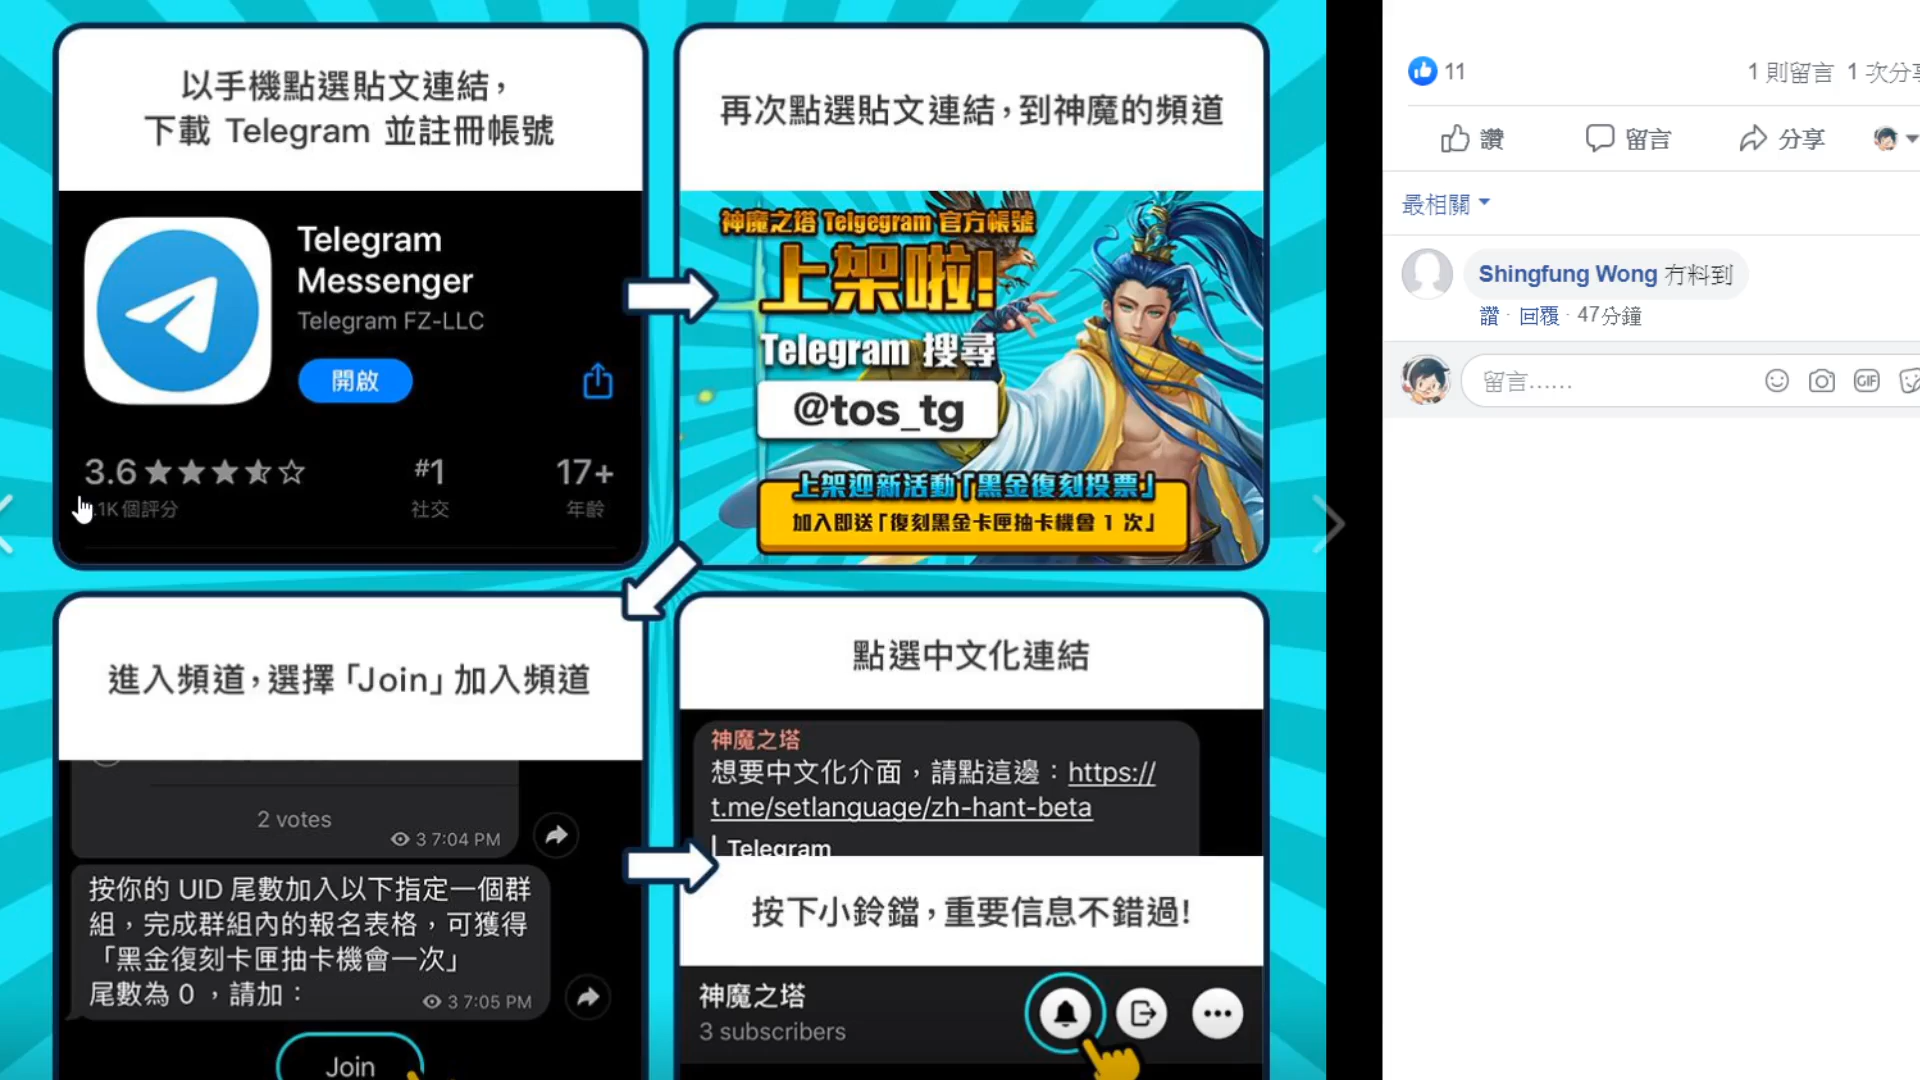 以手機點選貼文連結，
下載 Telegram 並註冊帳號
Telegram
Messenger
Telegram FZ-LLC
開啟
3.6
.1K 個評分
#1
社交
17+
年齡
再次點選貼文連結，到神魔的頻道
神魔之塔 Telgegram 官方帳號
上架啦!
Telegram 搜尋
@tos_tg
上架迎新活動「黑金復刻投票」
加入即送「復刻黑金卡匣抽卡機會 1 次」
進入頻道，選擇「Join」加入頻道
2 votes
3 7:04 PM
按你的 UID 尾數加入以下指定一個群
組，完成群組內的報名表格，可獲得
「黑金復刻卡匣抽卡機會一次」
尾數為 0 ，請加：
3 7:05 PM
Join
點選中文化連結
神魔之塔
想要中文化介面，請點這邊：https://
t.me/setlanguage/zh-hant-beta
Telegram
按下小鈴鐺，重要信息不錯過!
神魔之塔
3 subscribers
11
1 則留言 1 次分享
讚
留言
分享
最相關
Shingfung Wong 冇料到
讚 · 回覆 · 47分鐘
留言……
GIF